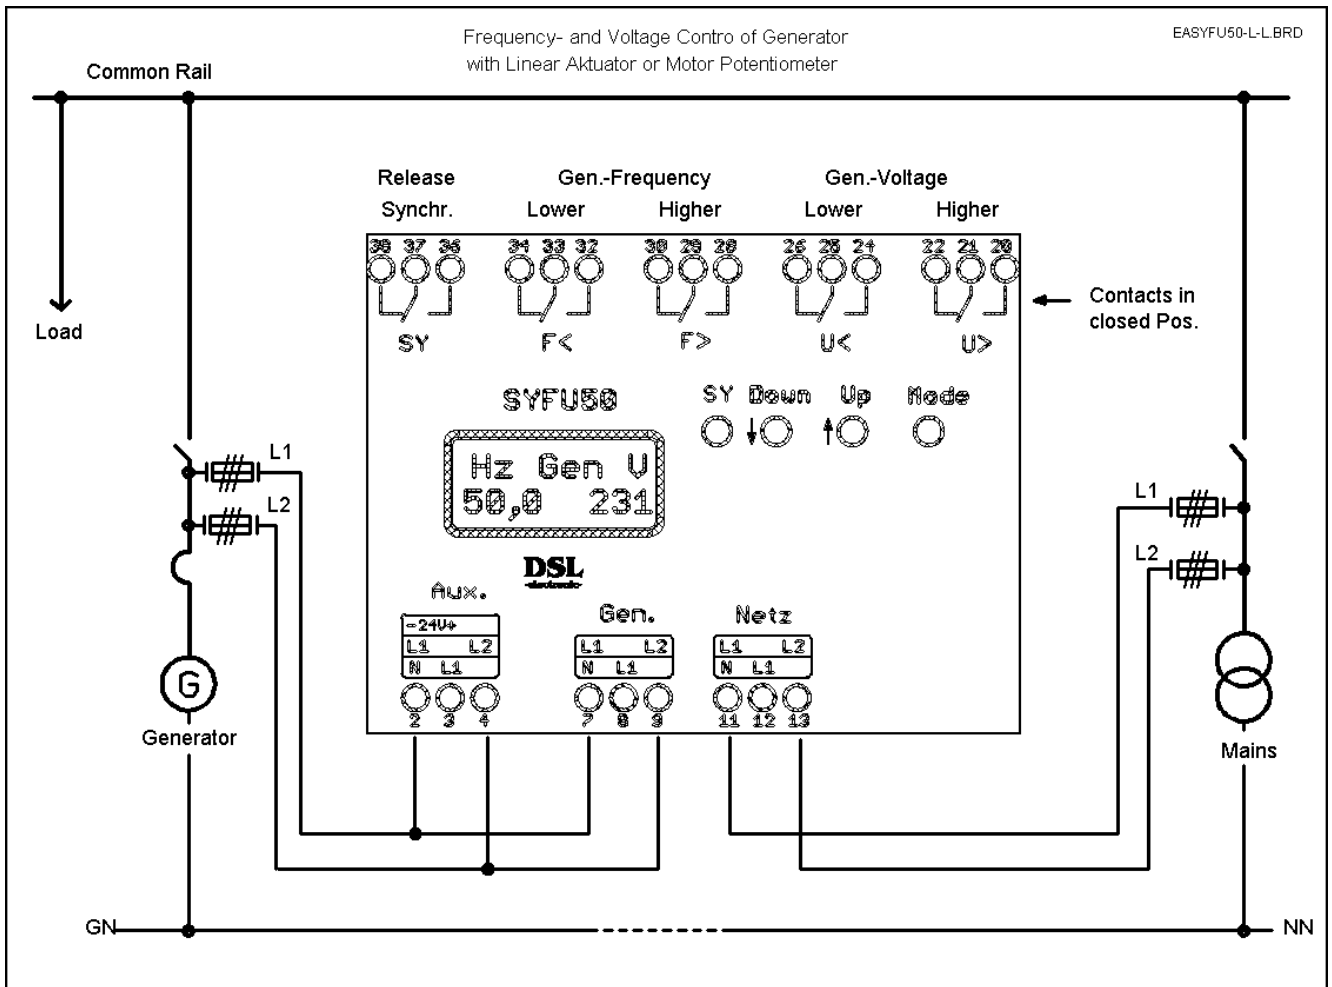 Frequency- and Voltage Contro of Generator
with Linear Aktuator or Motor Potentiometer
EASYFU50-L-L.BRD
Common Rail
Release Gen.-Frequency Gen.-Voltage
Synchr. Lower Higher Lower Higher
38 37 36 34 33 32 30 29 28 26 25 24 22 21 20
Load
Contacts in
closed Pos.
SY F< F> U< U>
SYFU50
SY Down Up Mode
Hz Gen V
50,0 231
L1
L2
L1
L2
DSL
electronic
Aux. Gen. Netz
-24V+
L1 L2 L1 L2 L1 L2
N L1 N L1 N L1
2 3 4 7 8 9 11 12 13
G
Generator
Mains
GN
NN